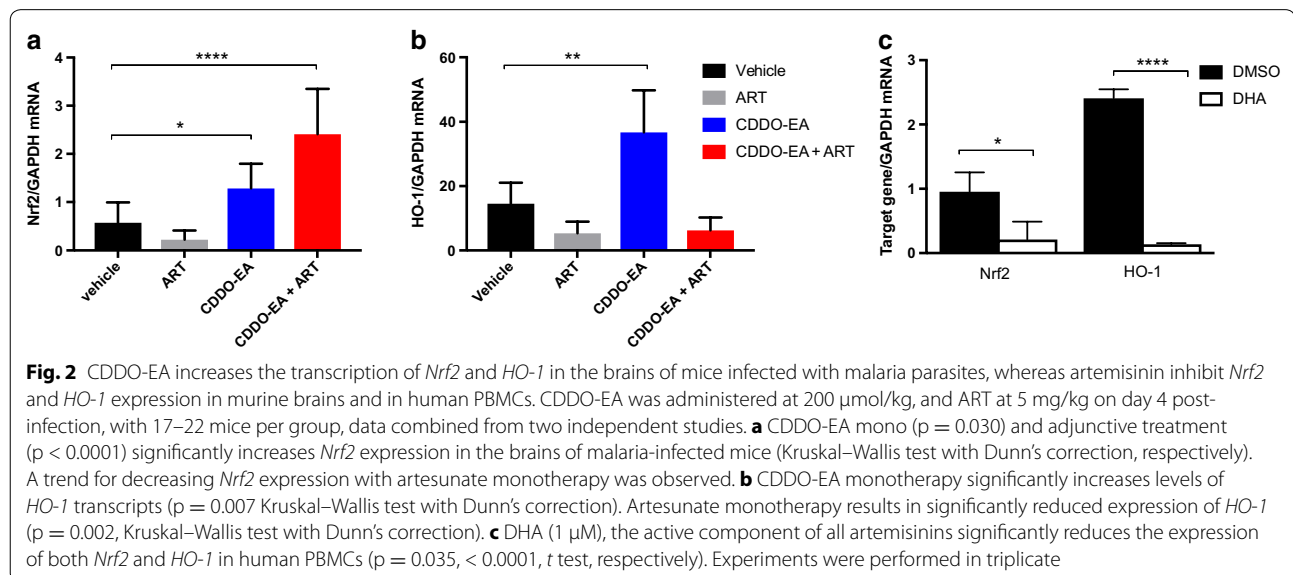 a
****
*
Nrf2/GAPDH mRNA
4
3
2
1
0
vehicle
ART
CDDO-EA
CDDO-EA + ART
b
**
HO-1/GAPDH mRNA
60
40
20
0
Vehicle
ART
CDDO-EA
CDDO-EA + ART
Vehicle
ART
CDDO-EA
CDDO-EA + ART
c
****
*
Target gene/GAPDH mRNA
3
2
1
0
Nrf2
HO-1
DMSO
DHA
Fig. 2 CDDO-EA increases the transcription of Nrf2 and HO-1 in the brains of mice infected with malaria parasites, whereas artemisinin inhibit Nrf2
and HO-1 expression in murine brains and in human PBMCs. CDDO-EA was administered at 200 μmol/kg, and ART at 5 mg/kg on day 4 post-
infection, with 17–22 mice per group, data combined from two independent studies. a CDDO-EA mono (p = 0.030) and adjunctive treatment
(p < 0.0001) significantly increases Nrf2 expression in the brains of malaria-infected mice (Kruskal–Wallis test with Dunn's correction, respectively).
A trend for decreasing Nrf2 expression with artesunate monotherapy was observed. b CDDO-EA monotherapy significantly increases levels of
HO-1 transcripts (p = 0.007 Kruskal–Wallis test with Dunn's correction). Artesunate monotherapy results in significantly reduced expression of HO-1
(p = 0.002, Kruskal–Wallis test with Dunn's correction). c DHA (1 μM), the active component of all artemisinins significantly reduces the expression
of both Nrf2 and HO-1 in human PBMCs (p = 0.035, < 0.0001, t test, respectively). Experiments were performed in triplicate